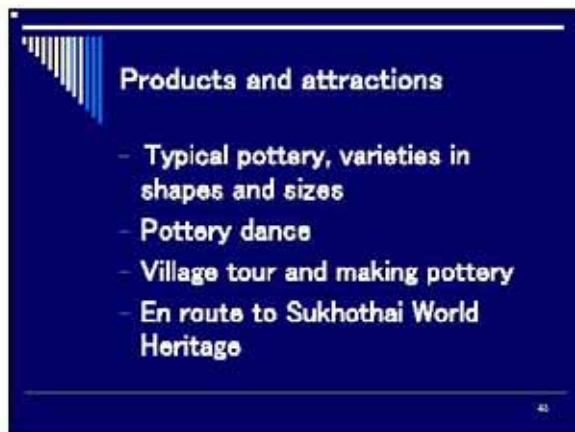 Products and attractions
– Typical pottery, varieties in
shapes and sizes
– Pottery dance
– Village tour and making pottery
– En route to Sukhothai World
Heritage